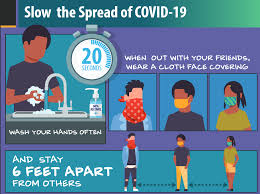 Slow the Spread of COVID-19
20
SECONDS
WHEN OUT WITH YOUR FRIENDS,
WEAR A CLOTH FACE COVERING
WASH YOUR HANDS OFTEN
AND STAY
6 FEET APART
FROM OTHERS